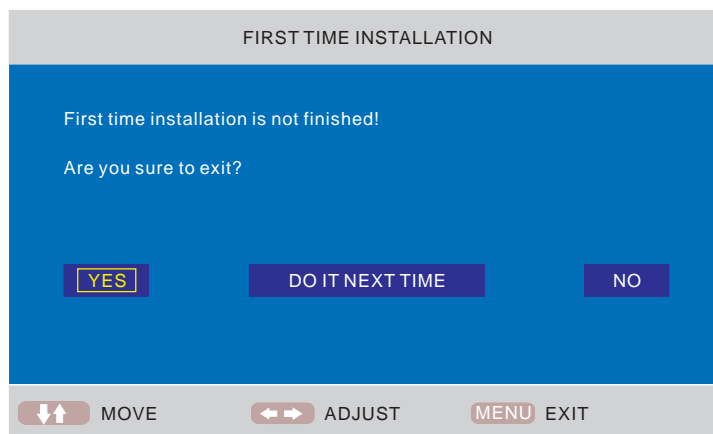 FIRST TIME INSTALLATION
First time installation is not finished!
Are you sure to exit?
YES DO IT NEXT TIME NO
MOVE ADJUST MENU EXIT